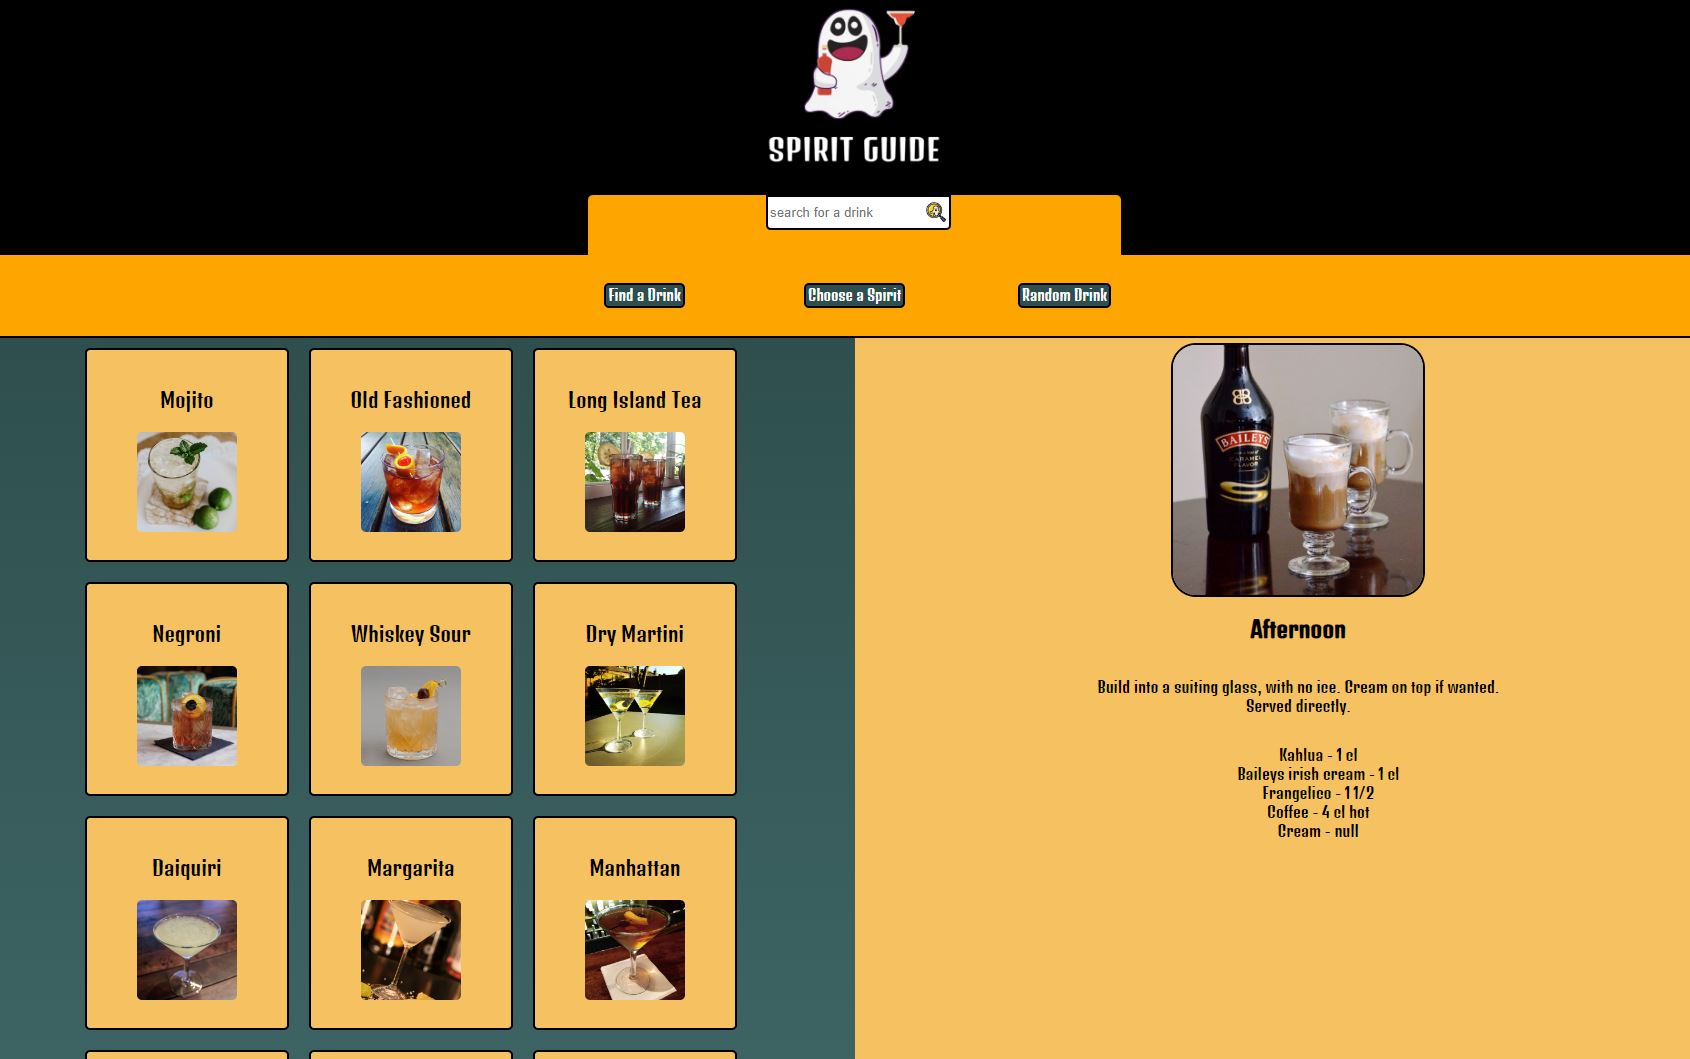 SPIRIT GUIDE
search for a drink
Find a Drink
Choose a Spirit
Random Drink
Mojito
Old Fashioned
Long Island Tea
Negroni
Whiskey Sour
Dry Martini
Daiquiri
Margarita
Manhattan
BAILEYS
CARAMEL
FLAVOR
Afternoon
Build into a suiting glass, with no ice. Cream on top if wanted.
Served directly.
Kahlua - 1 cl
Baileys irish cream - 1 cl
Frangelico - 1 1/2
Coffee - 4 cl hot
Cream - null